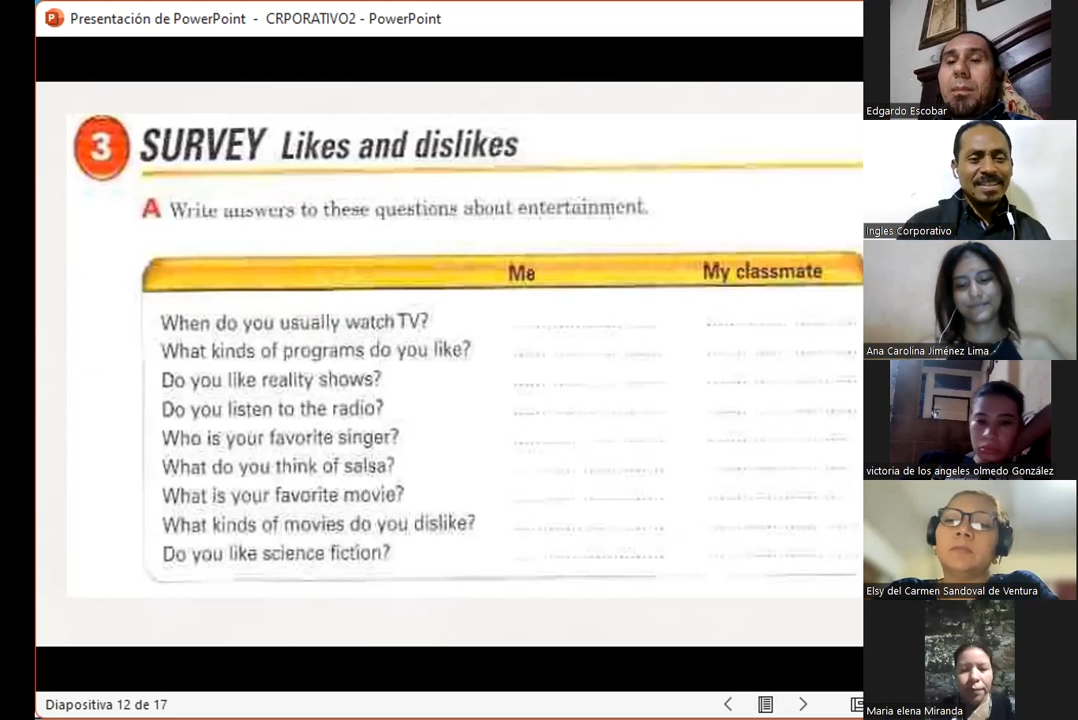 Presentación de PowerPoint - CRPORATIVO2 - PowerPoint
3 SURVEY Likes and dislikes
A Write answers to these questions about entertainment.
Me My classmate
When do you usually watch TV?
What kinds of programs do you like?
Do you like reality shows?
Do you listen to the radio?
Who is your favorite singer?
What do you think of salsa?
What is your favorite movie?
What kinds of movies do you dislike?
Do you like science fiction?
Diapositiva 12 de 17
Edgardo Escobar
Ingles Corporativo
Ana Carolina Jiménez Lima
victoria de los angeles olmedo González
Elsy del Carmen Sandoval de Ventura
Maria elena Miranda